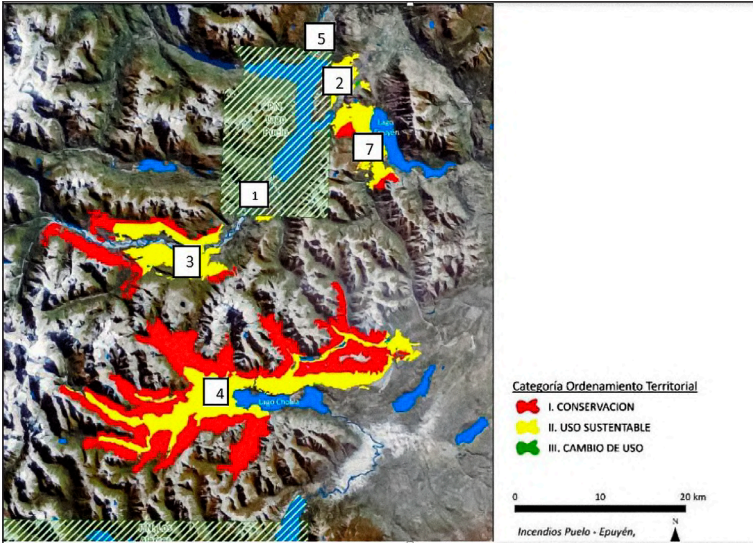 5
2
Lago
7
1
3
4
Lago Cholila
Categoría Ordenamiento Territorial
I. CONSERVACION
II. USO SUSTENTABLE
III. CAMBIO DE USO
0 10 20 km
Incendios Puelo - Epuyén,
N